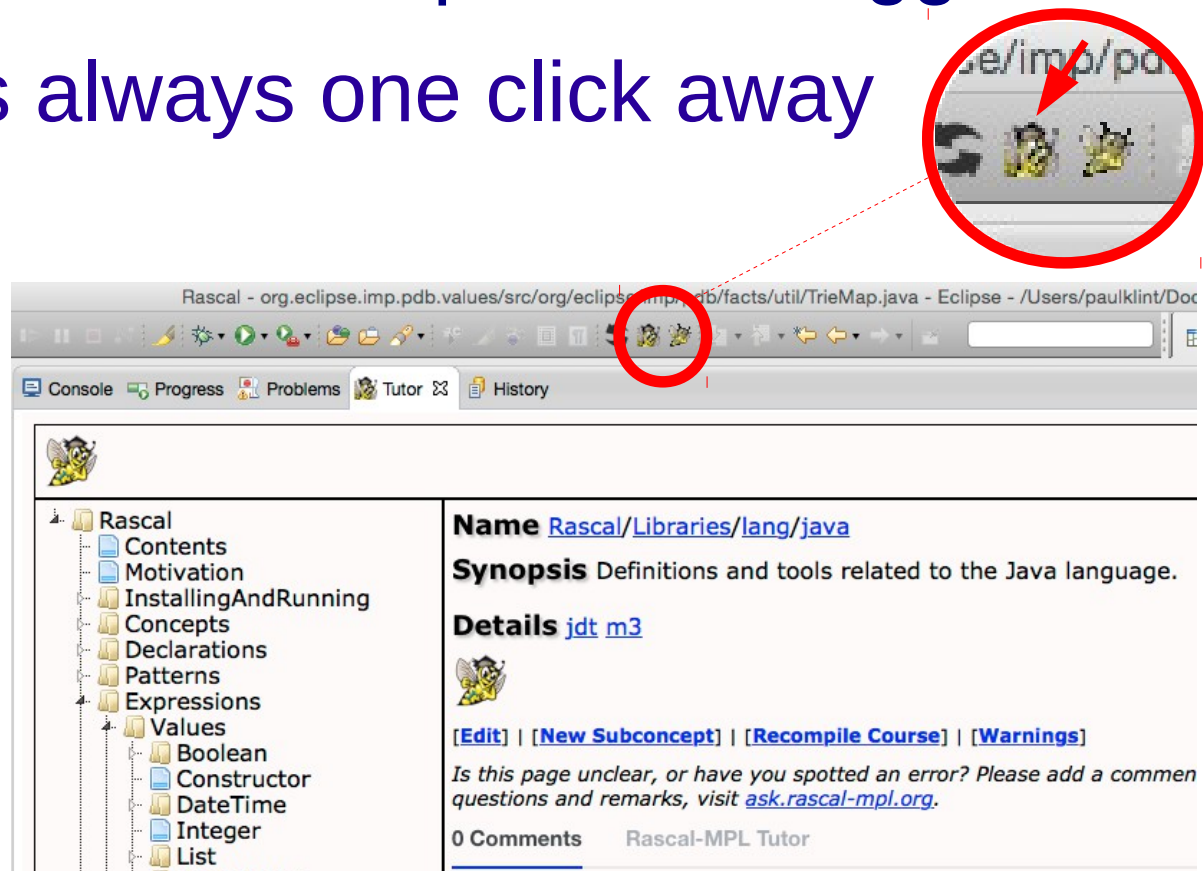 s always one click away
se/imp/pd
Rascal - org.eclipse.imp.pdb.values/src/org/eclipse/imp/pdb/facts/util/TrieMap.java - Eclipse - /Users/paulklint/Doc
Console Progress Problems Tutor History
Rascal
Contents
Motivation
InstallingAndRunning
Concepts
Declarations
Patterns
Expressions
Values
Boolean
Constructor
DateTime
Integer
List
Name Rascal/Libraries/lang/java
Synopsis Definitions and tools related to the Java language.
Details jdt m3
[Edit] | [New Subconcept] | [Recompile Course] | [Warnings]
Is this page unclear, or have you spotted an error? Please add a commen
questions and remarks, visit ask.rascal-mpl.org.
0 Comments Rascal-MPL Tutor